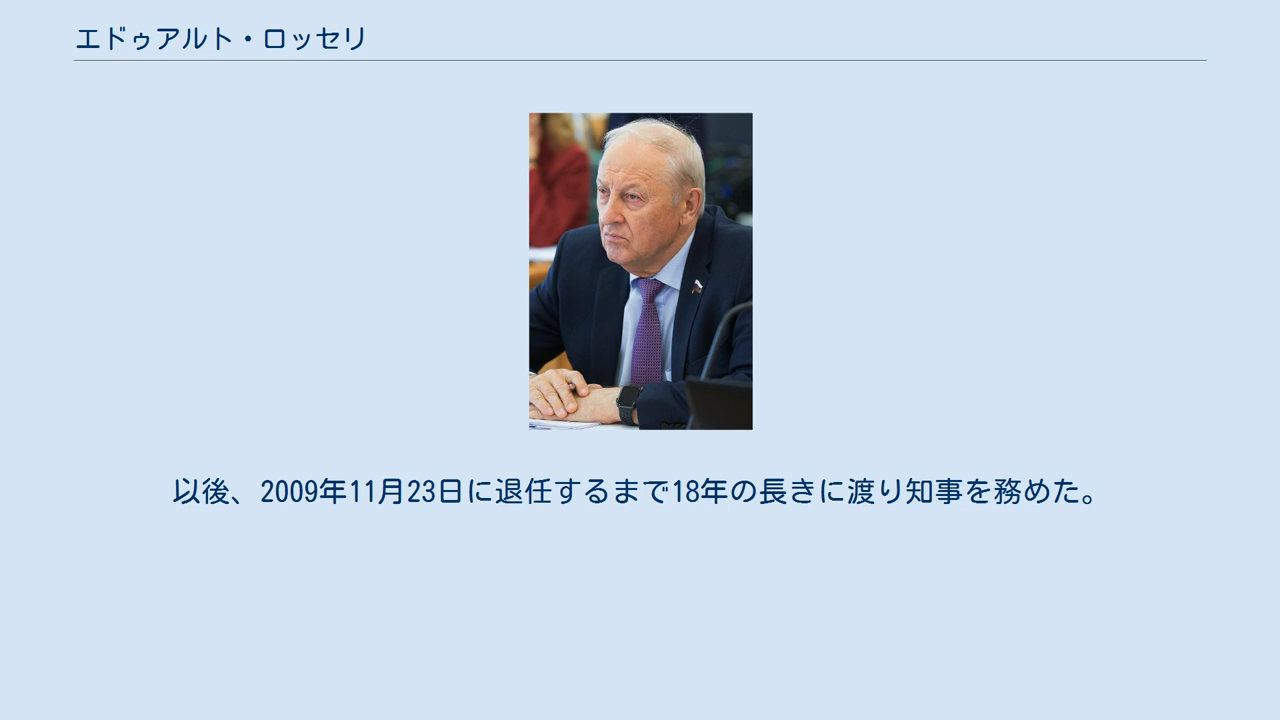 エドゥアルト・ロッセリ
以後、2009年11月23日に退任するまで18年の長きに渡り知事を務めた。